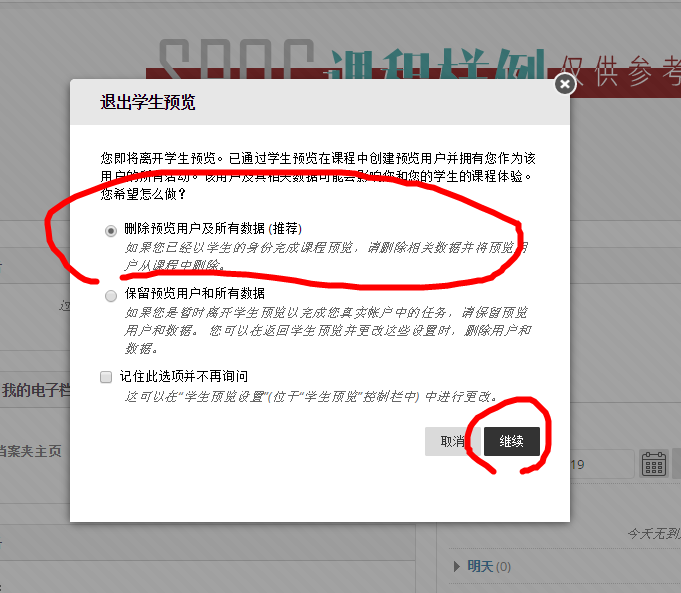 SPOC 课程样例 仅供参考
退出学生预览
您即将离开学生预览。已通过学生预览在课程中创建预览用户并拥有您作为该
用户的所有活动。该用户及其相关数据可能会影响您和您的学生的课程体验。
您希望怎么做？
删除预览用户及所有数据 (推荐)
如果您已经以学生的身份完成课程预览，请删除相关数据并将预览用
户从课程中删除。
过
保留预览用户和所有数据
如果您是暂时离开学生预览以完成您真实帐户中的任务，请保留预览
用户和数据。 您可以在返回学生预览并更改这些设置时，删除用户和
数据。
记住此选项并不再询问
我的电子档
这可以在“学生预览设置”(位于“学生预览”控制栏中) 中进行更改。
取消 继续
档案夹主页
19
今天无到
明天 (0)